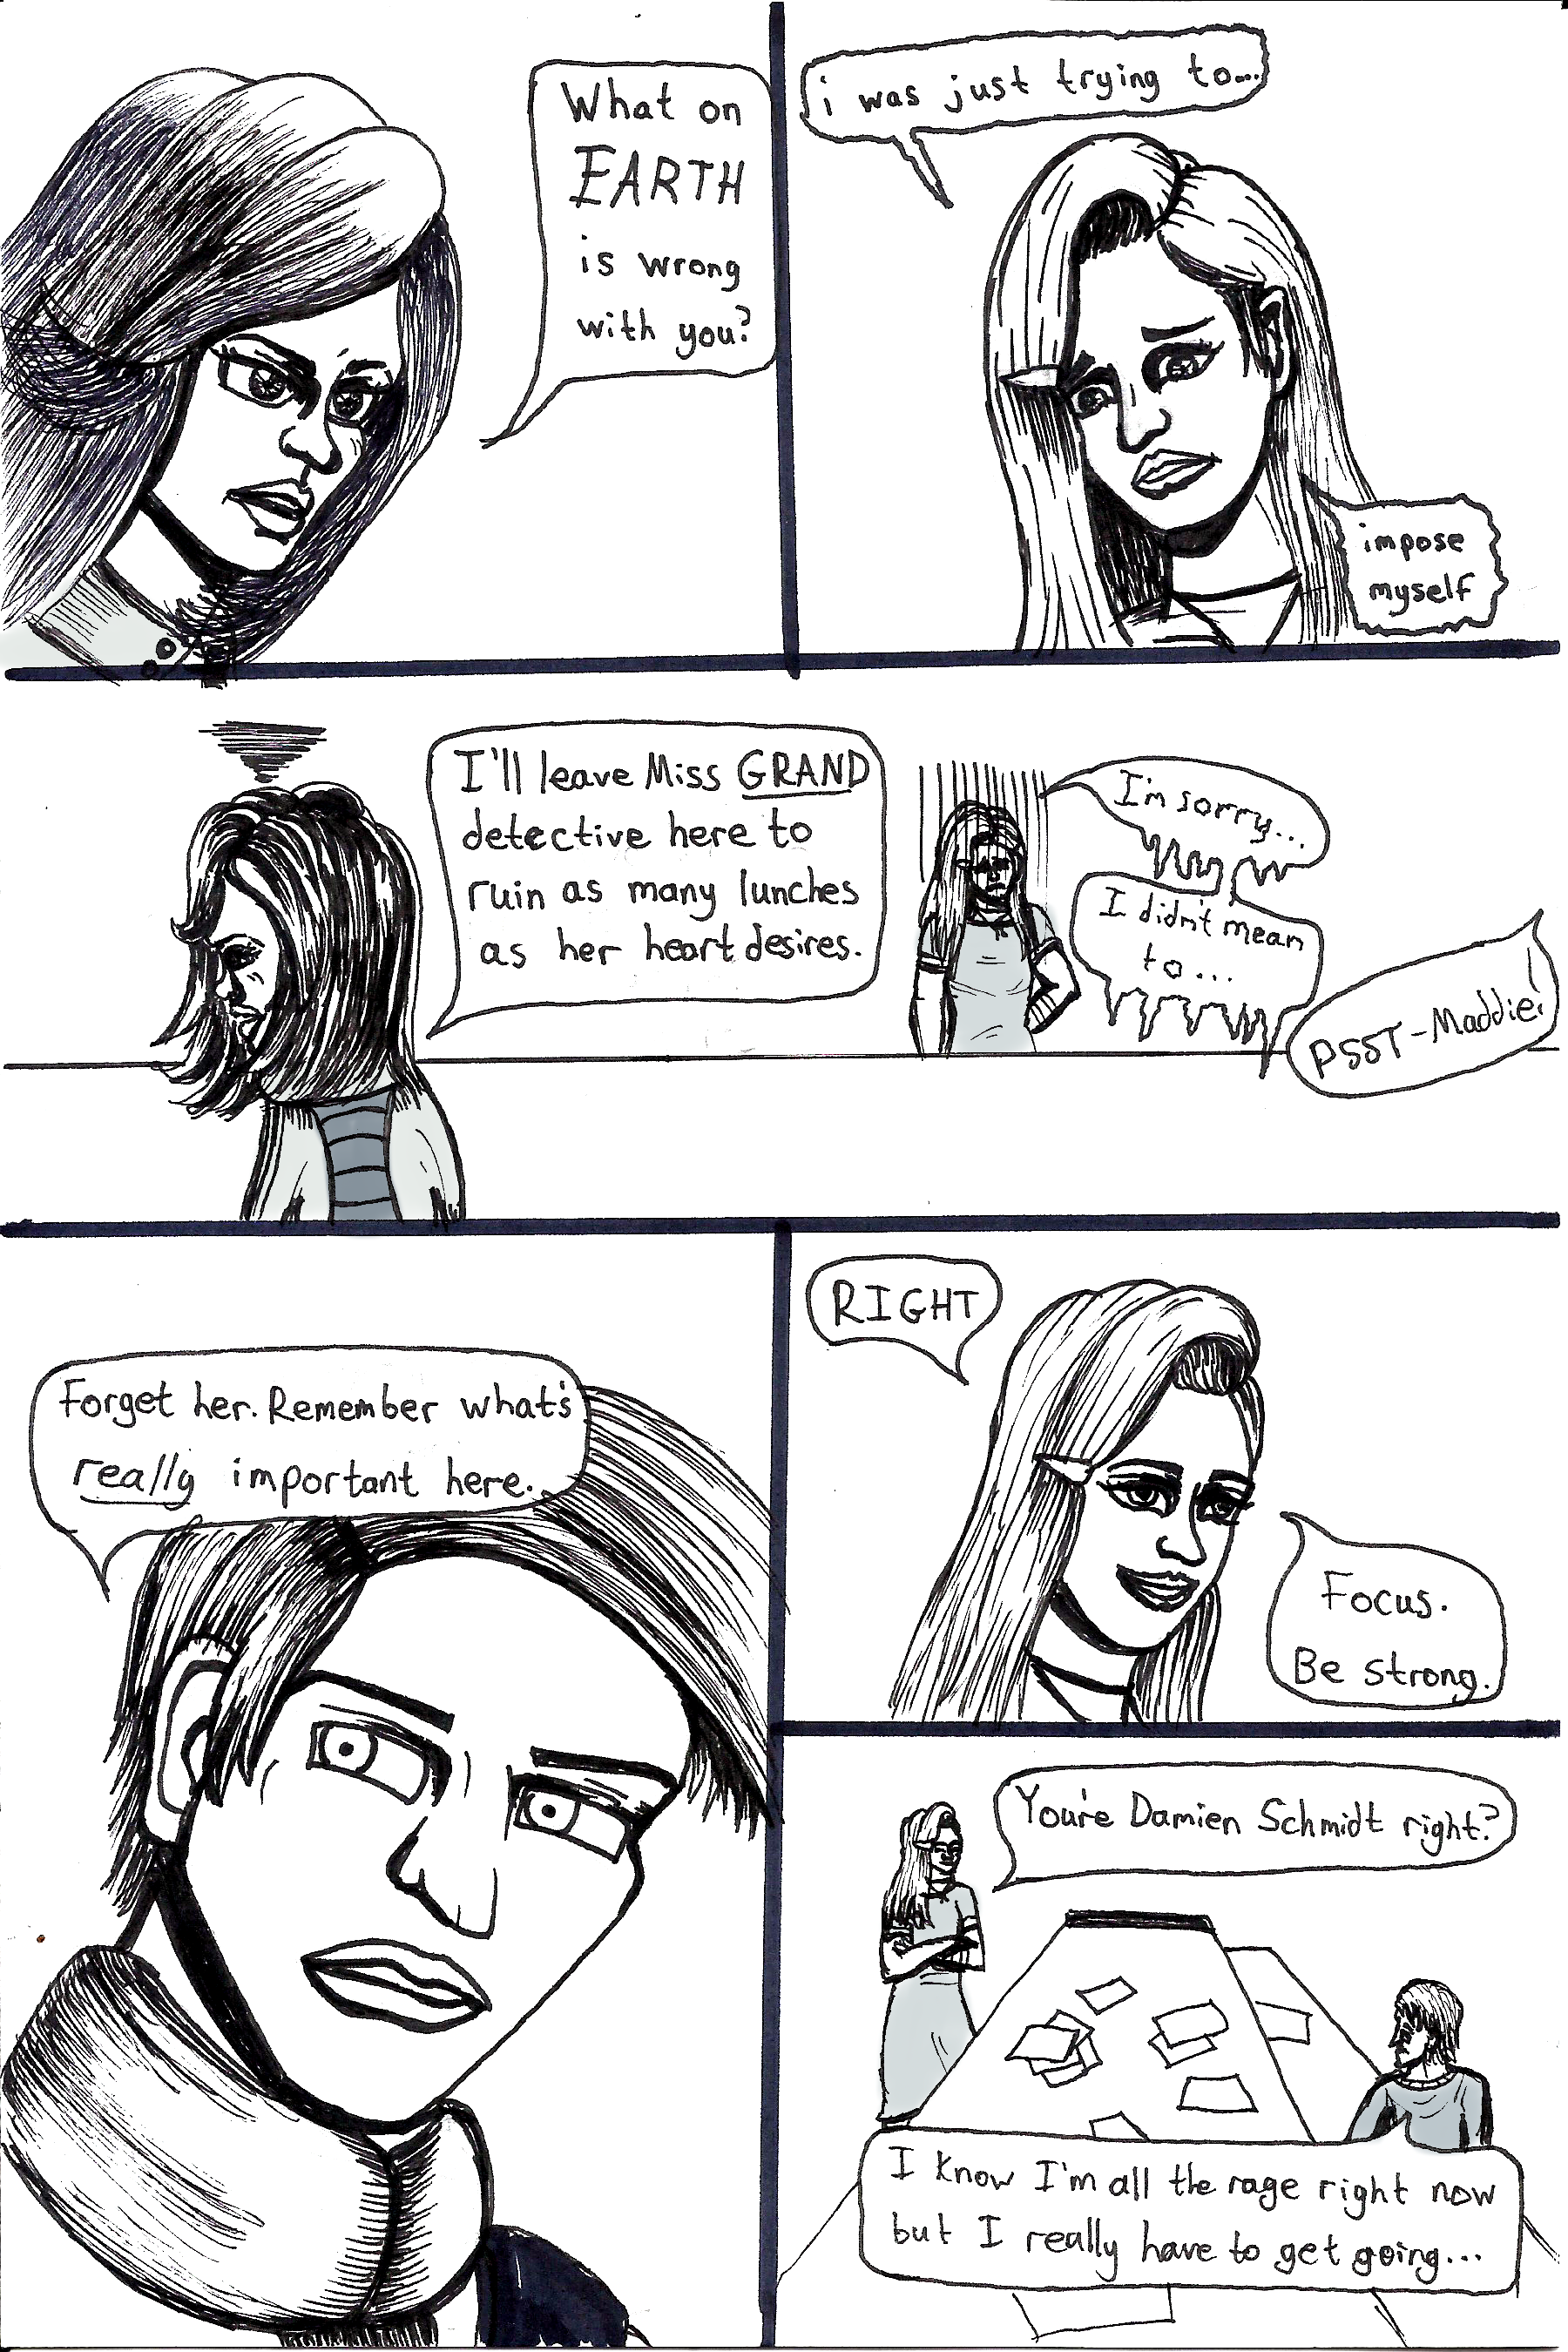 What on
EARTH
is wrong
with you?
i was just trying to...
impose
myself
I'll leave Miss GRAND
detective here to
ruin as many lunches
as her heart desires.
I'm sorry...
I didn't mean
to...
PSST-Maddie!
Forget her. Remember what's
really important here.
RIGHT
Focus.
Be strong.
You're Damien Schmidt right?
I know I'm all the rage right now
but I really have to get going...